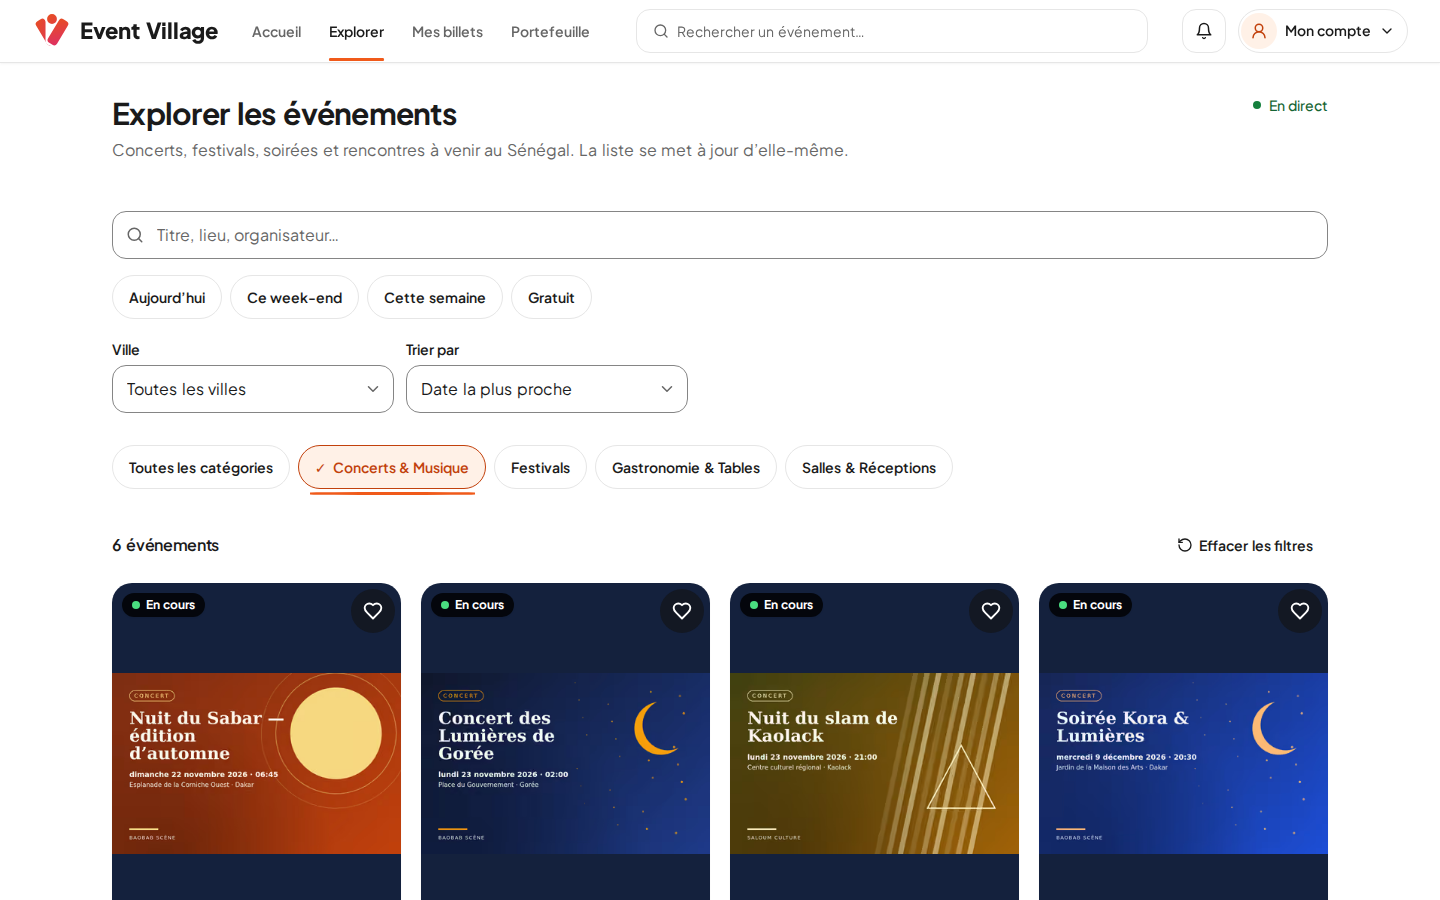 Event Village
Accueil
Explorer
Mes billets
Portefeuille
Rechercher un événement…
Mon compte
Explorer les événements
En direct
Concerts, festivals, soirées et rencontres à venir au Sénégal. La liste se met à jour d’elle-même.
Titre, lieu, organisateur…
Aujourd’hui
Ce week-end
Cette semaine
Gratuit
Ville
Trier par
Toutes les villes
Date la plus proche
Toutes les catégories
✓ Concerts & Musique
Festivals
Gastronomie & Tables
Salles & Réceptions
6 événements
Effacer les filtres
En cours
CONCERT
Nuit du Sabar —
édition
d’automne
dimanche 22 novembre 2026 · 06:45
Esplanade de la Corniche Ouest · Dakar
BAOBAB SCÈNE
En cours
CONCERT
Concert des
Lumières de
Gorée
lundi 23 novembre 2026 · 02:00
Place du Gouvernement · Gorée
BAOBAB SCÈNE
En cours
CONCERT
Nuit du slam de
Kaolack
lundi 23 novembre 2026 · 21:00
Centre culturel régional · Kaolack
SALOUM CULTURE
En cours
CONCERT
Soirée Kora &
Lumières
mercredi 9 décembre 2026 · 20:30
Jardin de la Maison des Arts · Dakar
BAOBAB SCÈNE